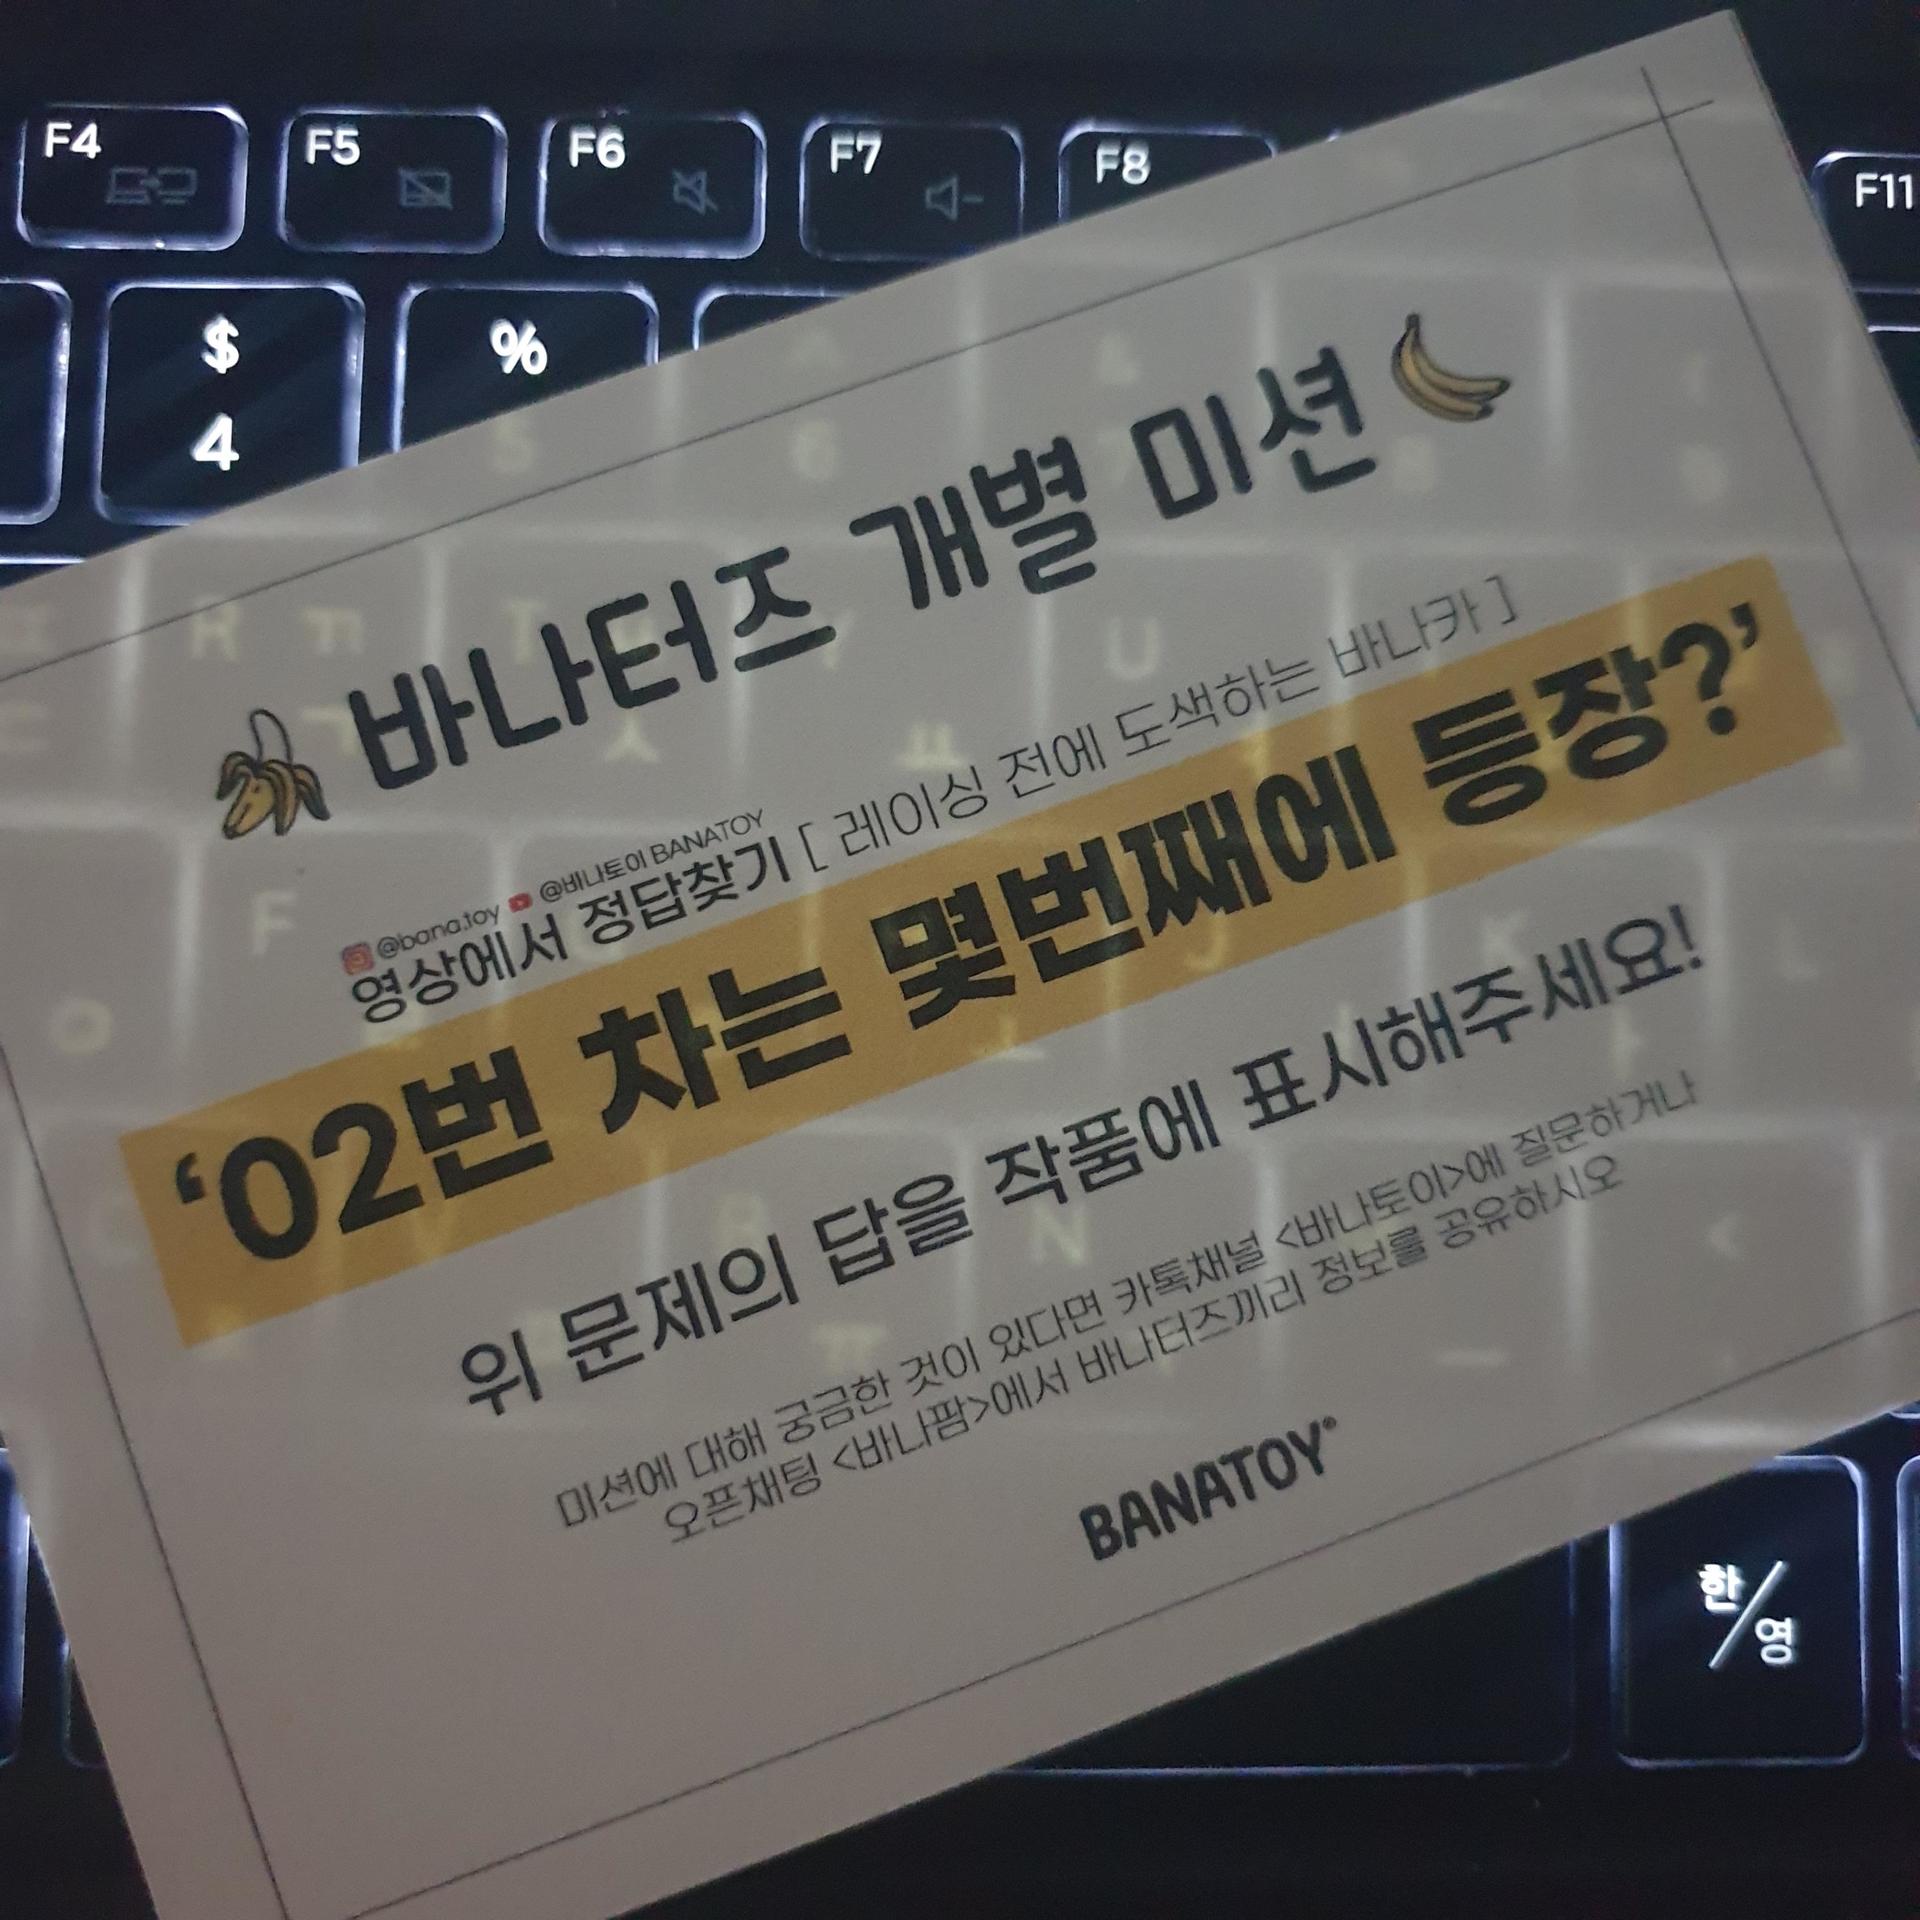 F4
F5
F6
F7
F8
F11
$
4
%
5
6
7
8
바나터즈 개별 미션
R ㄲ
T
U
@bana.toy @바나토이 BANATOY
영상에서 정답찾기 [ 레이싱 전에 도색하는 바나카 ]
'02번 차는 몇번째에 등장?'
위 문제의 답을 작품에 표시해주세요!
미션에 대해 궁금한 것이 있다면 카톡채널 <바나토이>에 질문하거나
오픈채팅 <바나팜>에서 바나터즈끼리 정보를 공유하시오
BANATOY®
F
J
K
L
V
B
N
<
한/영